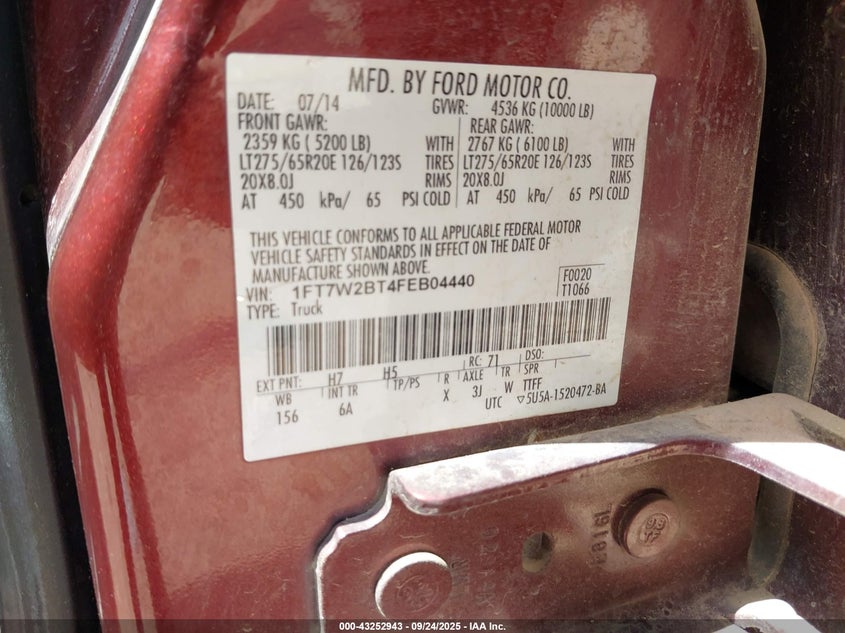 MFD. BY FORD MOTOR CO.
DATE: 07/14 GVWR: 4536 KG (10000 LB)
FRONT GAWR: REAR GAWR:
2359 KG ( 5200 LB) WITH 2767 KG ( 6100 LB) WITH
LT275/65R20E 126/123S TIRES LT275/65R20E 126/123S TIRES
20X8.0J RIMS 20X8.0J RIMS
AT 450 kPa/ 65 PSI COLD AT 450 kPa/ 65 PSI COLD
THIS VEHICLE CONFORMS TO ALL APPLICABLE FEDERAL MOTOR
VEHICLE SAFETY STANDARDS IN EFFECT ON THE DATE OF
MANUFACTURE SHOWN ABOVE.
VIN: 1FT7W2BT4FEB04440 F0020
TYPE: Truck T1066
EXT PNT: H7 H5 RC: 71 DSO:
WB INT TR TP/PS R AXLE TR SPR
156 6A X 3J W TTFF
UTC ▽5U5A-1520472-BA
000-43252943 - 09/24/2025 - IAA Inc.